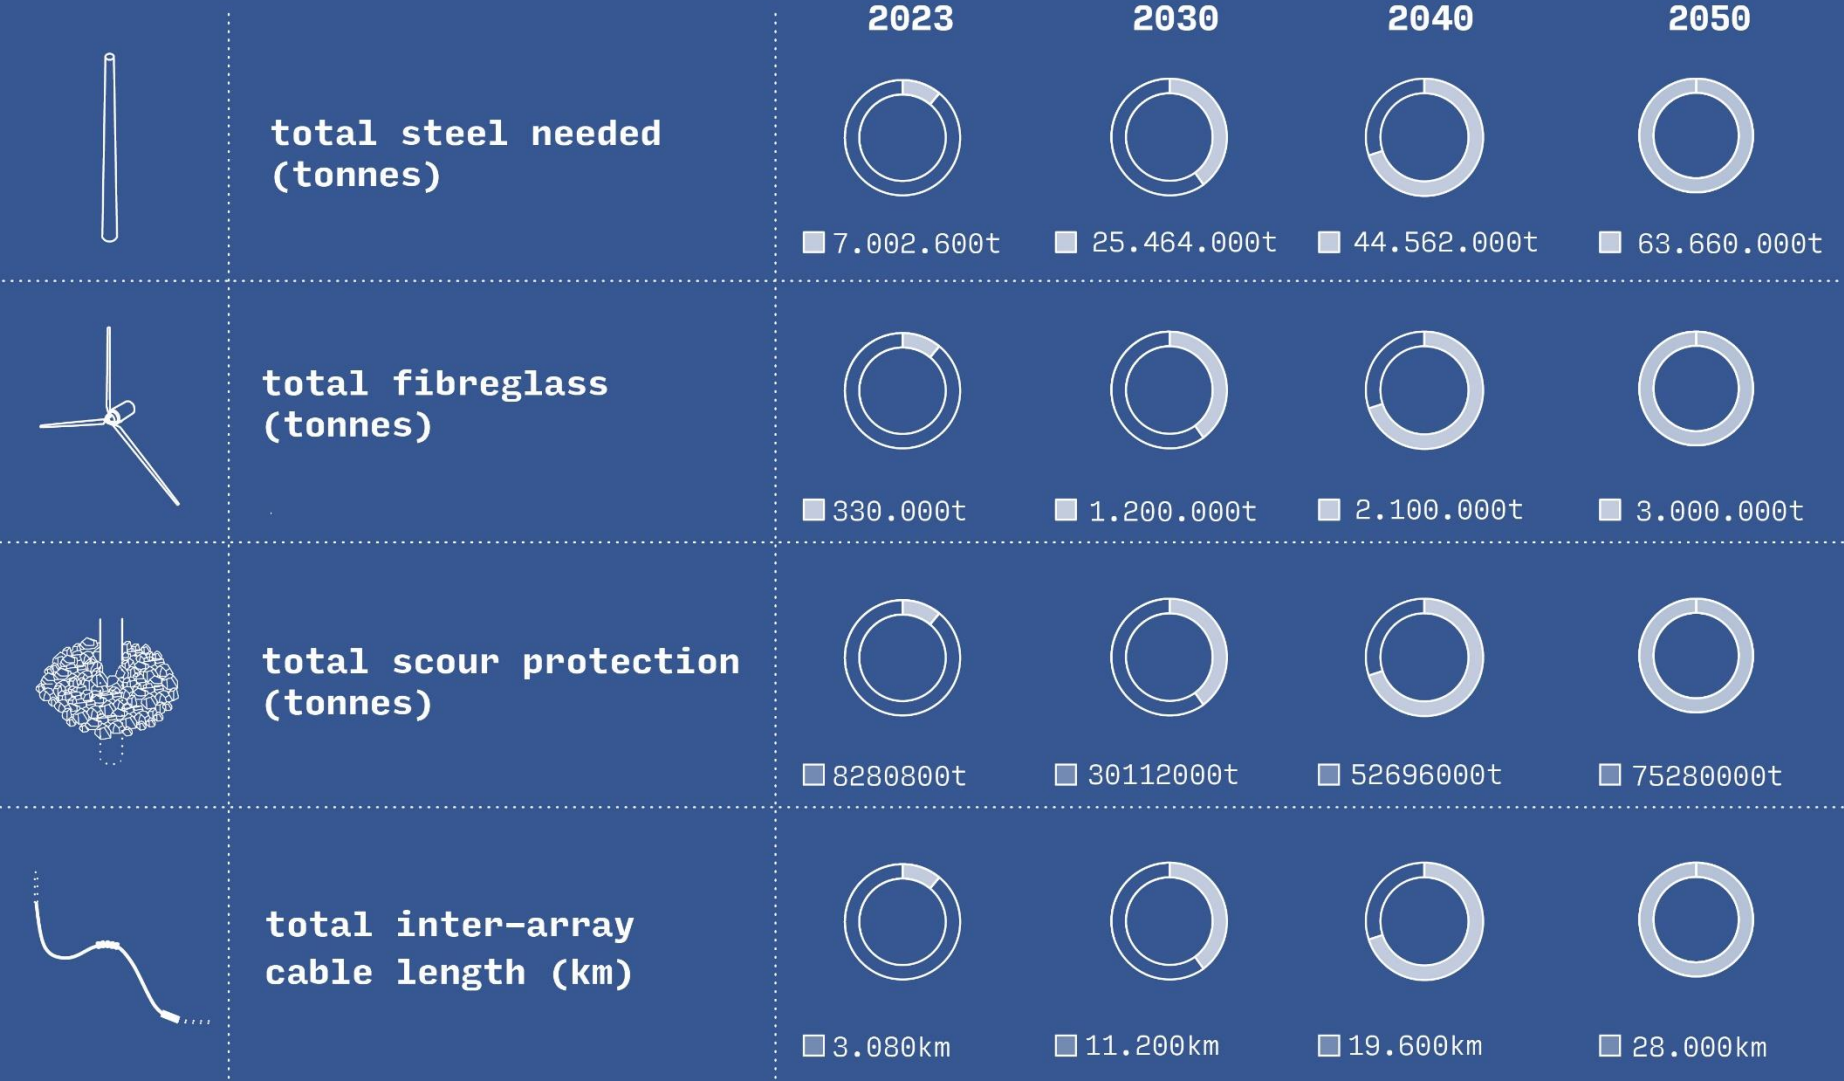 2023 2030 2040 2050
total steel needed
(tonnes)
7.002.600t 25.464.000t 44.562.000t 63.660.000t
total fibreglass
(tonnes)
330.000t 1.200.000t 2.100.000t 3.000.000t
total scour protection
(tonnes)
8280800t 30112000t 52696000t 75280000t
total inter-array
cable length (km)
3.080km 11.200km 19.600km 28.000km